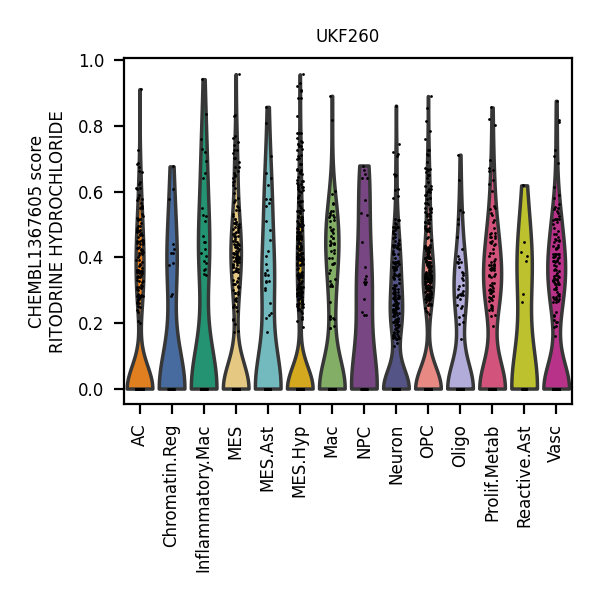 UKF260
CHEMBL1367605 score
RITODRINE HYDROCHLORIDE
1.0
0.8
0.6
0.4
0.2
0.0
AC
Chromatin.Reg
Inflammatory.Mac
MES
MES.Ast
MES.Hyp
Mac
NPC
Neuron
OPC
Oligo
Prolif.Metab
Reactive.Ast
Vasc